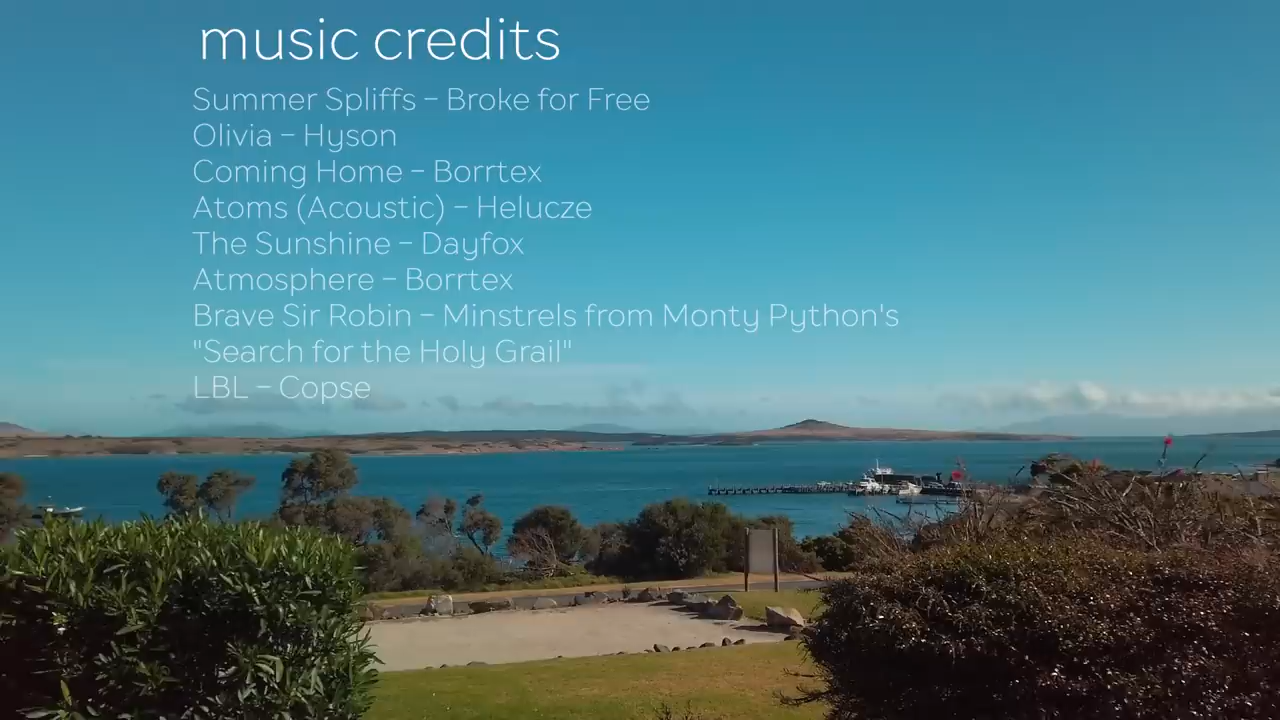 music credits
Summer Spliffs – Broke for Free
Olivia – Hyson
Coming Home – Borrtex
Atoms (Acoustic) – Helucze
The Sunshine – Dayfox
Atmosphere – Borrtex
Brave Sir Robin – Minstrels from Monty Python's
"Search for the Holy Grail"
LBL – Copse